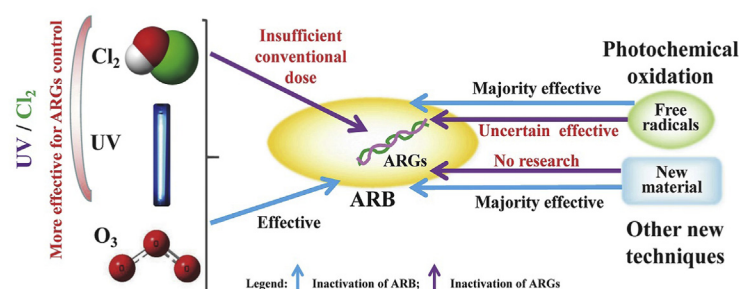 UV / Cl2
More effective for ARGs control
Cl2
UV
O3
Insufficient
conventional
dose
Effective
ARGs
ARB
Majority effective
Uncertain effective
No research
Majority effective
Photochemical
oxidation
Free
radicals
New
material
Other new
techniques
Legend: Inactivation of ARB; Inactivation of ARGs